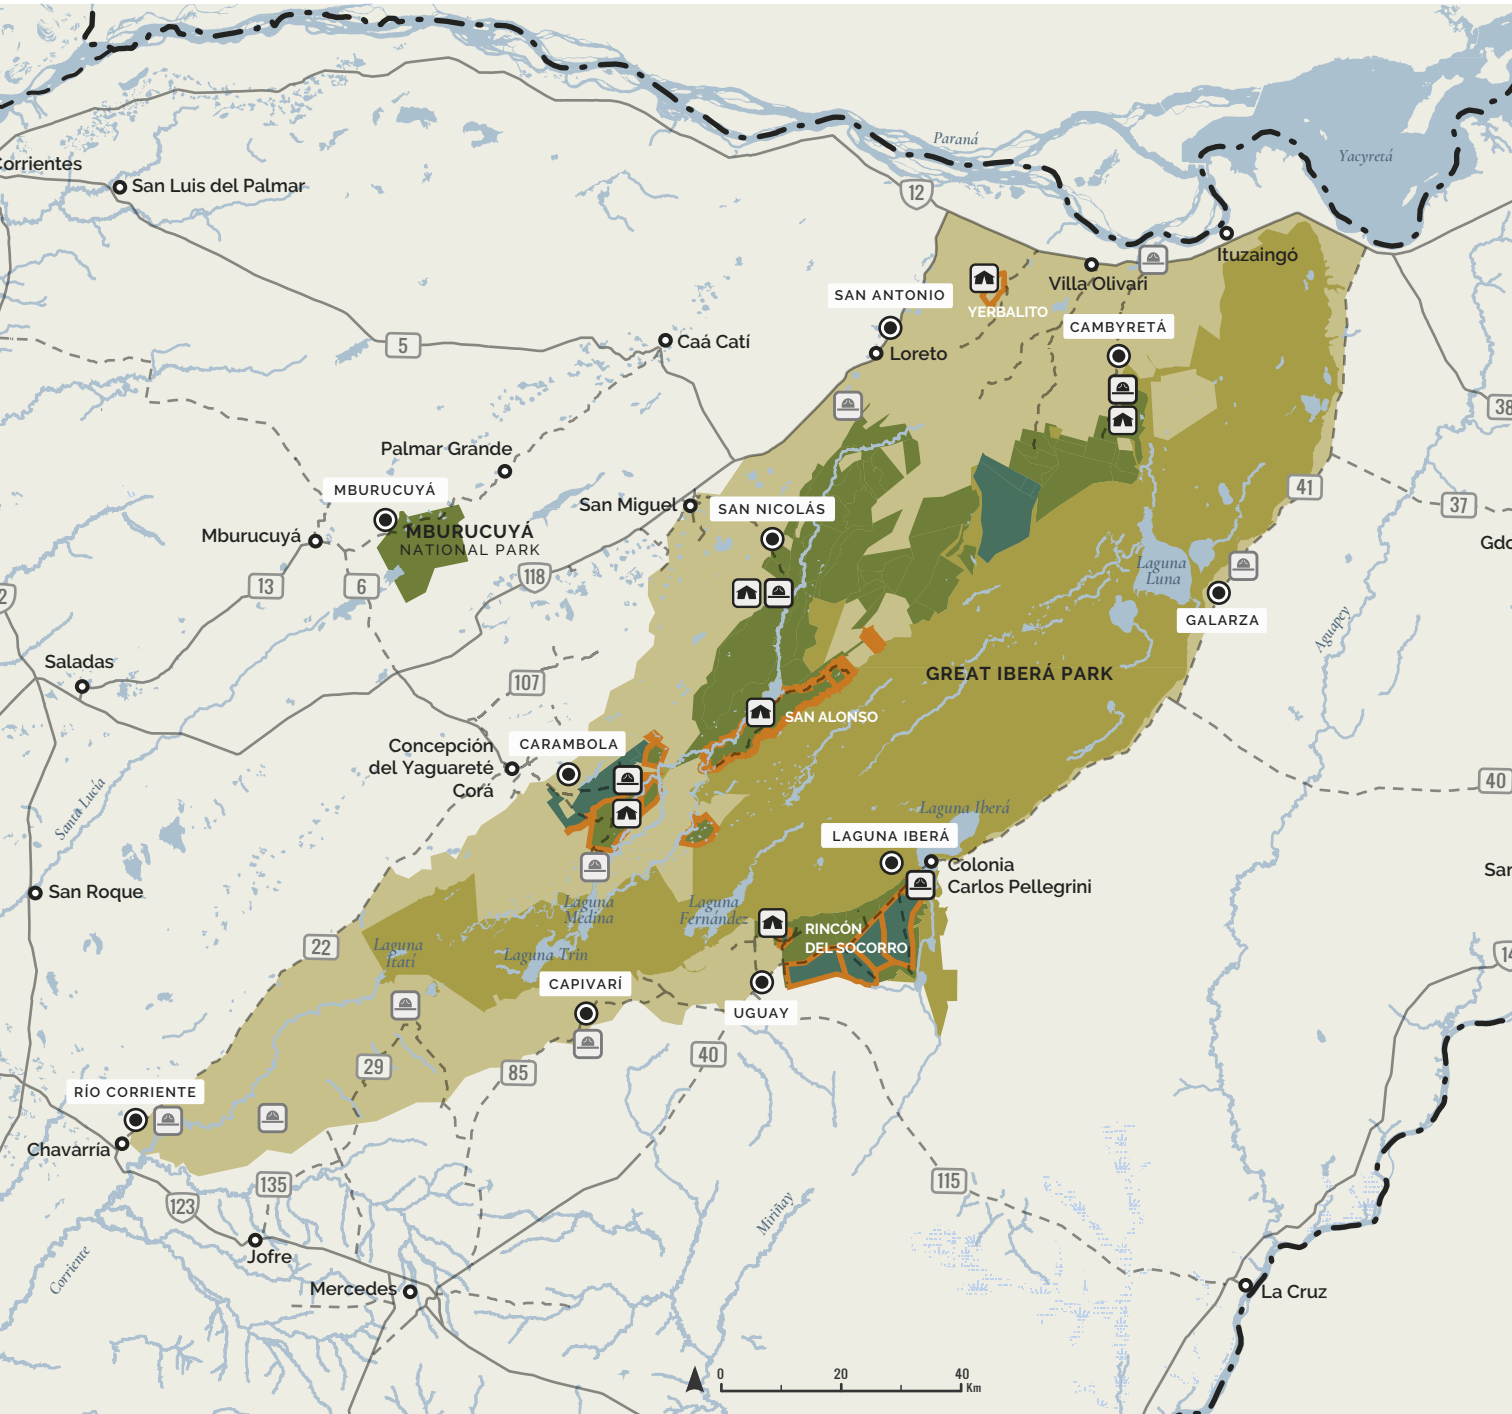 Paraná
Yacyretá
Corrientes
San Luis del Palmar
12
Ituzaingó
Villa Olivari
SAN ANTONIO
YERBALITO
CAMBYRETÁ
5
Caá Catí
Loreto
38
Palmar Grande
MBURUCUYÁ
San Miguel
SAN NICOLÁS
41
37
Mburucuyá
MBURUCUYÁ
NATIONAL PARK
Gdo
13
6
118
2
Laguna
Luna
GALARZA
Aguapey
Saladas
107
GREAT IBERÁ PARK
SAN ALONSO
Concepción
del Yaguareté
Corá
CARAMBOLA
40
Santa Lucía
Laguna Iberá
LAGUNA IBERÁ
Colonia
Carlos Pellegrini
San Roque
San
Laguna
Medina
Laguna
Fernández
RINCÓN
DEL SOCORRO
22
Laguna
Itatí
Laguna Trin
14
CAPIVARÍ
UGUAY
29
85
40
RÍO CORRIENTE
Chavarría
135
123
115
Miriñay
Jofre
Corriente
Mercedes
La Cruz
0 20 40
Km